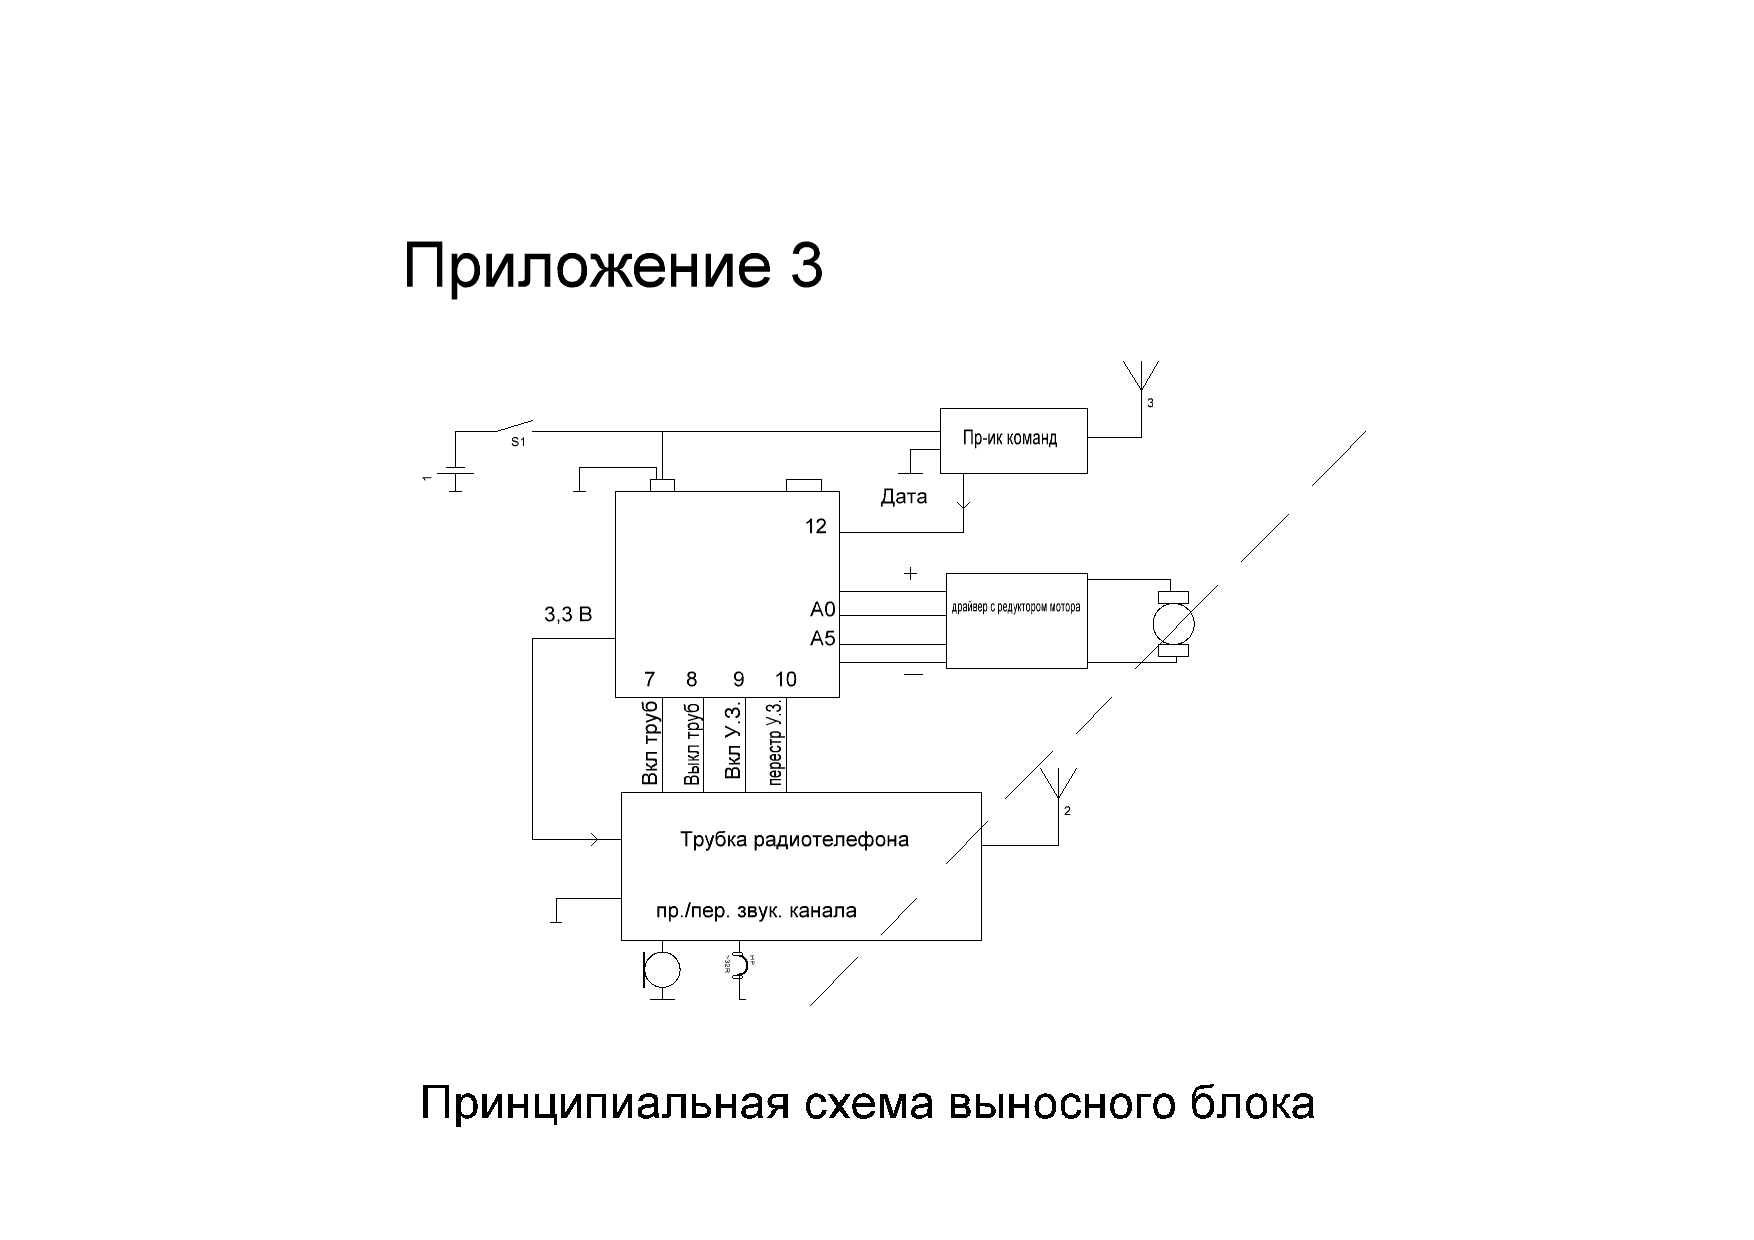 Приложение 3
3
S1
Пр-ик команд
1
Дата
12
+
3,3 В
A0
драйвер с редуктором мотора
A5
7 8 9 10
—
Вкл труб
Выкл труб
Вкл У.З.
перестр У.З.
2
Трубка радиотелефона
пр./пер. звук. канала
HP
~32R
Принципиальная схема выносного блока